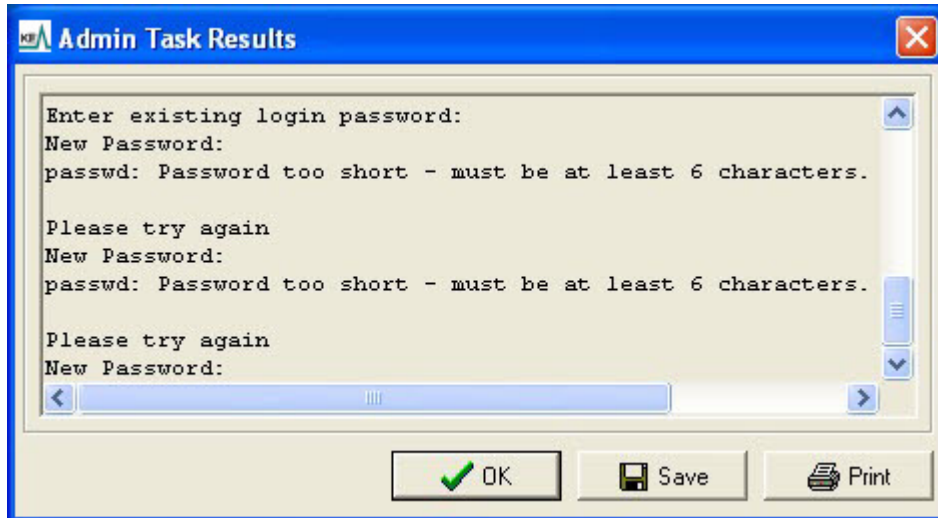 KE Admin Task Results
Enter existing login password:
New Password:
passwd: Password too short - must be at least 6 characters.
Please try again
New Password:
passwd: Password too short - must be at least 6 characters.
Please try again
New Password:
OK Save Print